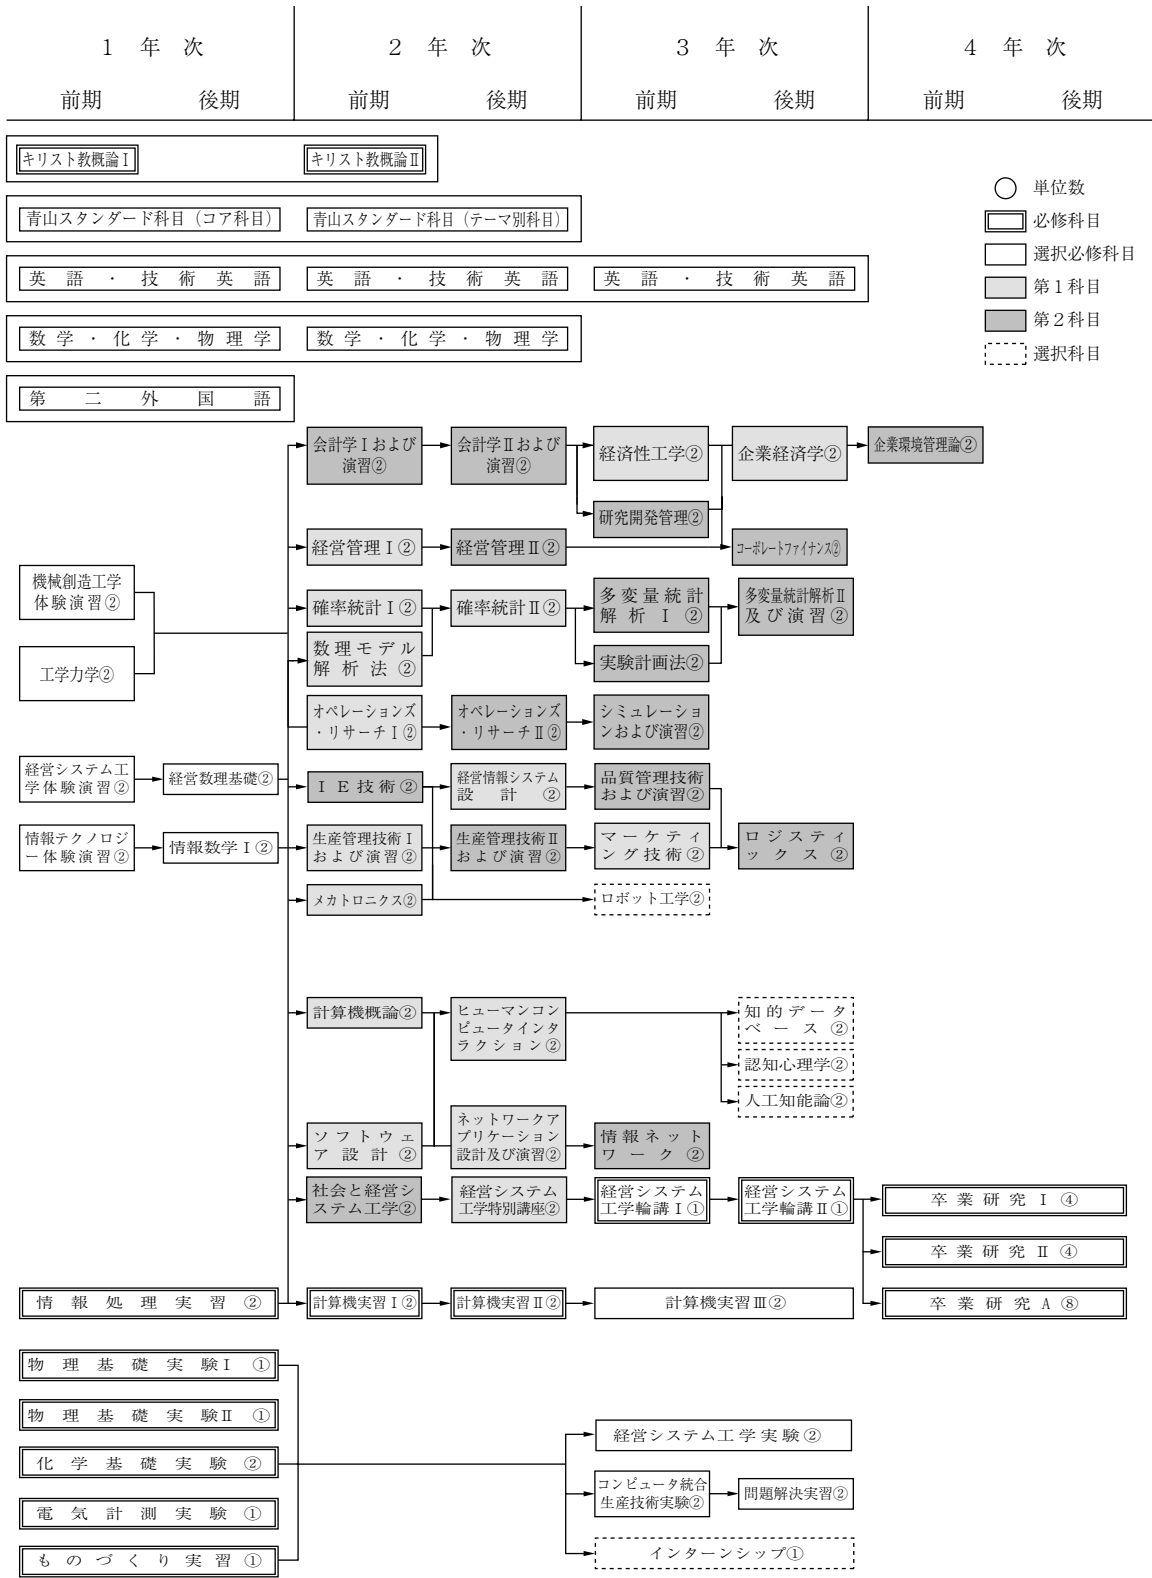 1 年 次
2 年 次
3 年 次
4 年 次
前期
後期
前期
後期
前期
後期
前期
後期
キリスト教概論Ⅰ
キリスト教概論Ⅱ
青山スタンダード科目（コア科目）
青山スタンダード科目（テーマ別科目）
英語・技術英語
英語・技術英語
英語・技術英語
数学・化学・物理学
数学・化学・物理学
第二外国語
単位数
必修科目
選択必修科目
第１科目
第２科目
選択科目
会計学Ⅰおよび
演習②
会計学Ⅱおよび
演習②
経済性工学②
企業経済学②
企業環境管理論②
研究開発管理②
経営管理Ⅰ②
経営管理Ⅱ②
コーポレートファイナンス②
機械創造工学
体験演習②
工学力学②
確率統計Ⅰ②
確率統計Ⅱ②
多変量統計
解析Ⅰ②
多変量統計解析Ⅱ
及び演習②
数理モデル
解析法②
実験計画法②
オペレーションズ
・リサーチⅠ②
オペレーションズ
・リサーチⅡ②
シミュレーショ
ンおよび演習②
経営システム工
学体験演習②
経営数理基礎②
ＩＥ技術②
経営情報システム
設計②
品質管理技術
および演習②
情報テクノロジ
ー体験演習②
情報数学Ⅰ②
生産管理技術Ⅰ
および演習②
生産管理技術Ⅱ
および演習②
マーケティ
ング技術②
ロジスティ
ックス②
メカトロニクス②
ロボット工学②
計算機概論②
ヒューマンコン
ピュータインタ
ラクション②
知的データ
ベース②
認知心理学②
人工知能論②
ソフトウェ
ア設計②
ネットワークア
プリケーション
設計及び演習②
情報ネット
ワーク②
社会と経営シ
ステム工学②
経営システム
工学特別講座②
経営システム
工学輪講Ⅰ①
経営システム
工学輪講Ⅱ①
卒業研究Ⅰ④
卒業研究Ⅱ④
情報処理実習②
計算機実習Ⅰ②
計算機実習Ⅱ②
計算機実習Ⅲ②
卒業研究A⑧
物理基礎実験Ⅰ①
物理基礎実験Ⅱ①
化学基礎実験②
電気計測実験①
ものづくり実習①
経営システム工学実験②
コンピュータ統合
生産技術実験②
問題解決実習②
インターンシップ①